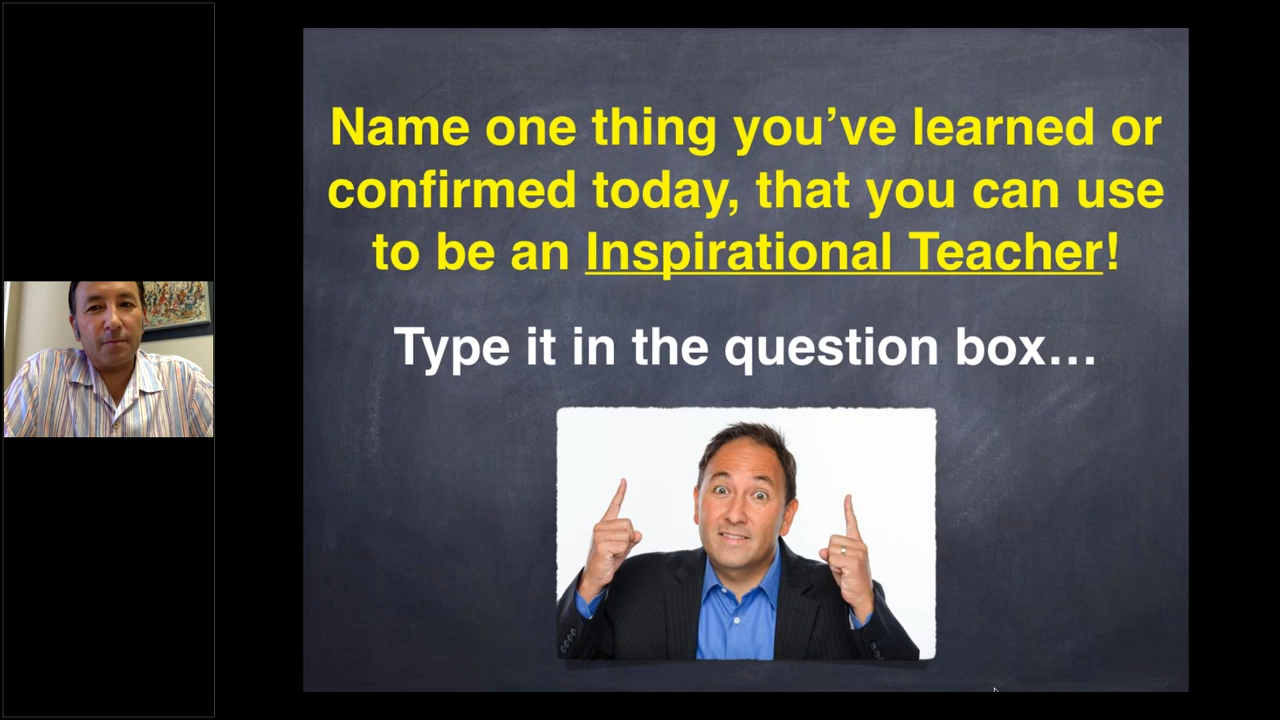 Name one thing you’ve learned or
confirmed today, that you can use
to be an Inspirational Teacher!
Type it in the question box…